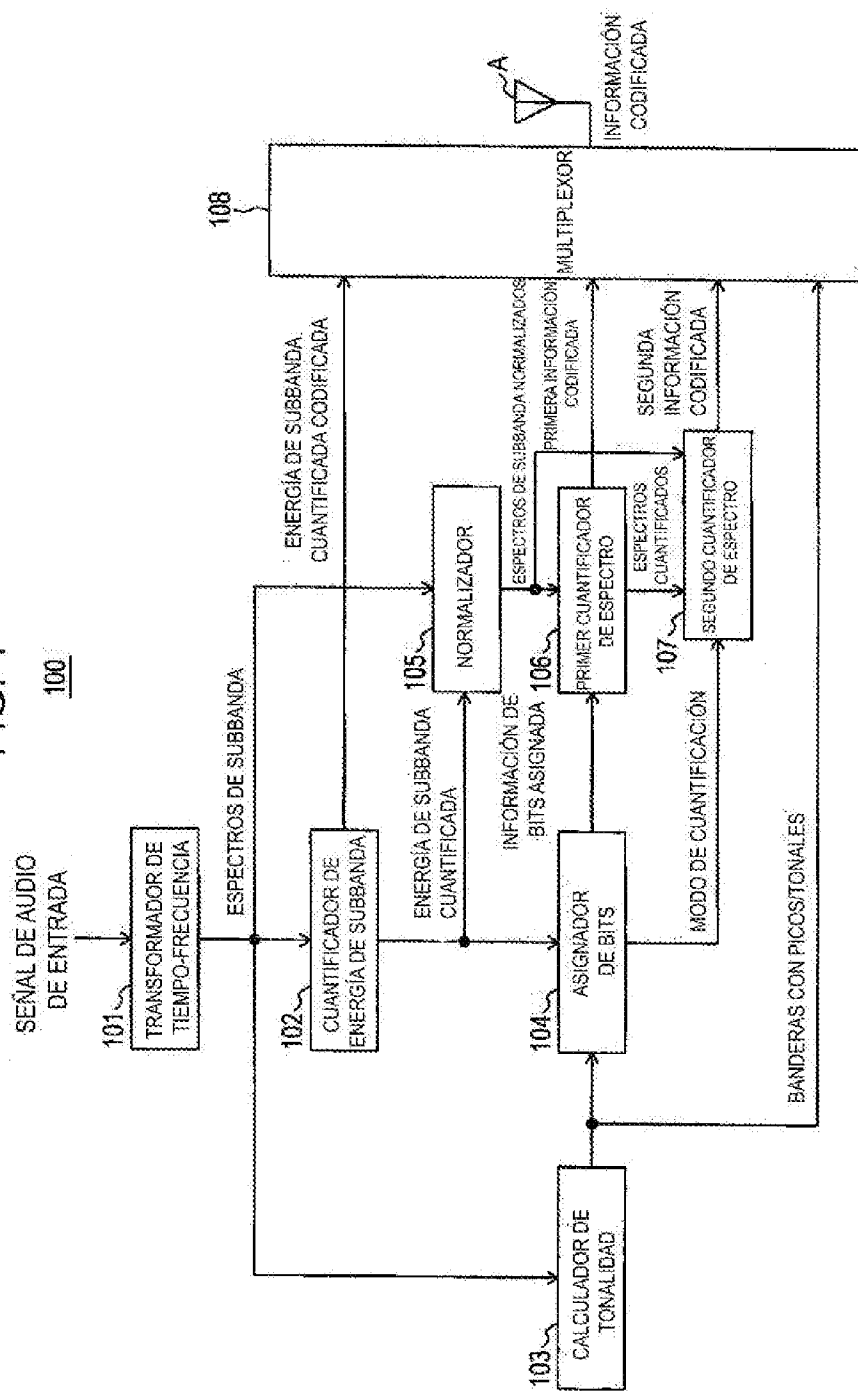 100
SEÑAL DE AUDIO
DE ENTRADA
101
TRANSFORMADOR DE
TIEMPO-FRECUENCIA
ESPECTROS DE SUBBANDA
102
CUANTIFICADOR DE
ENERGÍA DE SUBBANDA
ENERGÍA DE SUBBANDA
CUANTIFICADA CODIFICADA
ENERGÍA DE SUBBANDA
CUANTIFICADA
105
NORMALIZADOR
103
CALCULADOR DE
TONALIDAD
104
ASIGNADOR
DE BITS
INFORMACIÓN DE
BITS ASIGNADA
ESPECTROS DE SUBBANDA NORMALIZADOS
106
PRIMER CUANTIFICADOR
DE ESPECTRO
PRIMERA INFORMACIÓN
CODIFICADA
ESPECTROS
CUANTIFICADOS
MODO DE CUANTIFICACIÓN
107
SEGUNDO CUANTIFICADOR
DE ESPECTRO
SEGUNDA
INFORMACIÓN
CODIFICADA
BANDERAS CON PICOS/TONALES
108
MULTIPLEXOR
A
INFORMACIÓN
CODIFICADA